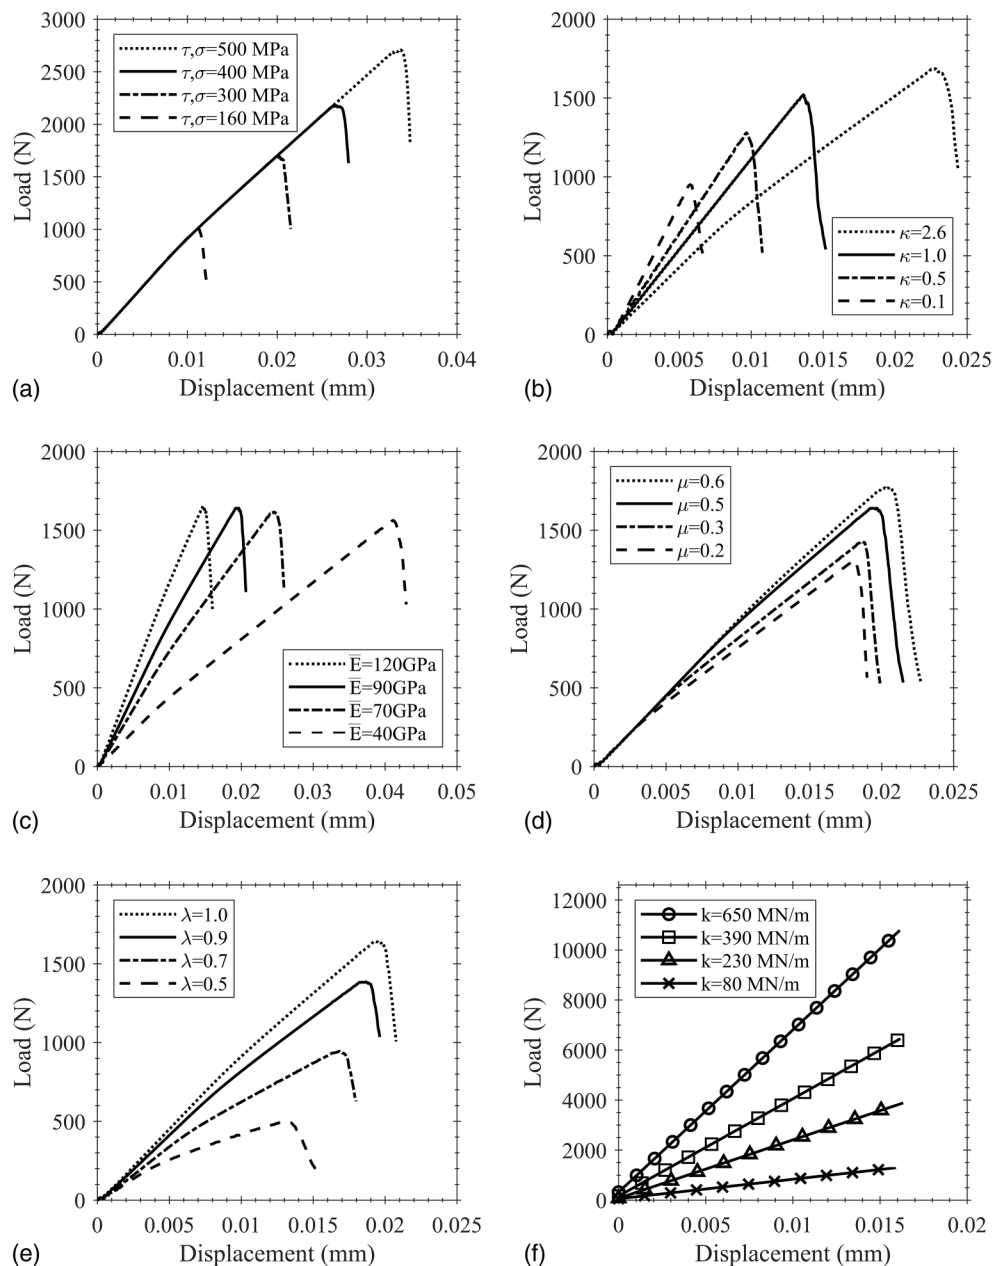 3000
2500
2000
1500
1000
500
0
Load (N)
τ,σ=500 MPa
τ,σ=400 MPa
τ,σ=300 MPa
τ,σ=160 MPa
0 0.01 0.02 0.03 0.04
Displacement (mm)
(a)
2000
1500
1000
500
0
Load (N)
κ=2.6
κ=1.0
κ=0.5
κ=0.1
0 0.005 0.01 0.015 0.02 0.025
Displacement (mm)
(b)
2000
1500
1000
500
0
Load (N)
E̅=120GPa
E̅=90GPa
E̅=70GPa
E̅=40GPa
0 0.01 0.02 0.03 0.04 0.05
Displacement (mm)
(c)
2000
1500
1000
500
0
Load (N)
μ=0.6
μ=0.5
μ=0.3
μ=0.2
0 0.005 0.01 0.015 0.02 0.025
Displacement (mm)
(d)
2000
1500
1000
500
0
Load (N)
λ=1.0
λ=0.9
λ=0.7
λ=0.5
0 0.005 0.01 0.015 0.02 0.025
Displacement (mm)
(e)
12000
10000
8000
6000
4000
2000
0
Load (N)
k=650 MN/m
k=390 MN/m
k=230 MN/m
k=80 MN/m
0 0.005 0.01 0.015 0.02
Displacement (mm)
(f)